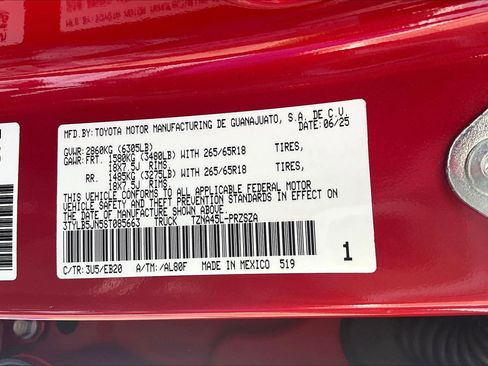 MFD.BY:TOYOTA MOTOR MANUFACTURING DE GUANAJUATO, S.A. DE C.V.
DATE: 06/25
GVWR: 2860KG (6305LB)
GAWR: FRT. 1580KG (3480LB) WITH 265/65R18 TIRES,
18X7.5J RIMS.
RR. 1485KG (3275LB) WITH 265/65R18 TIRES,
18X7.5J RIMS.
THIS VEHICLE CONFORMS TO ALL APPLICABLE FEDERAL MOTOR
VEHICLE SAFETY AND THEFT PREVENTION STANDARDS IN EFFECT ON
THE DATE OF MANUFACTURE SHOWN ABOVE.
3TYLB5JN5ST085663 TRUCK TZNA45L-PRZSZA
C/TR: 3U5/EB20 A/TM: /AL80F MADE IN MEXICO 519 1